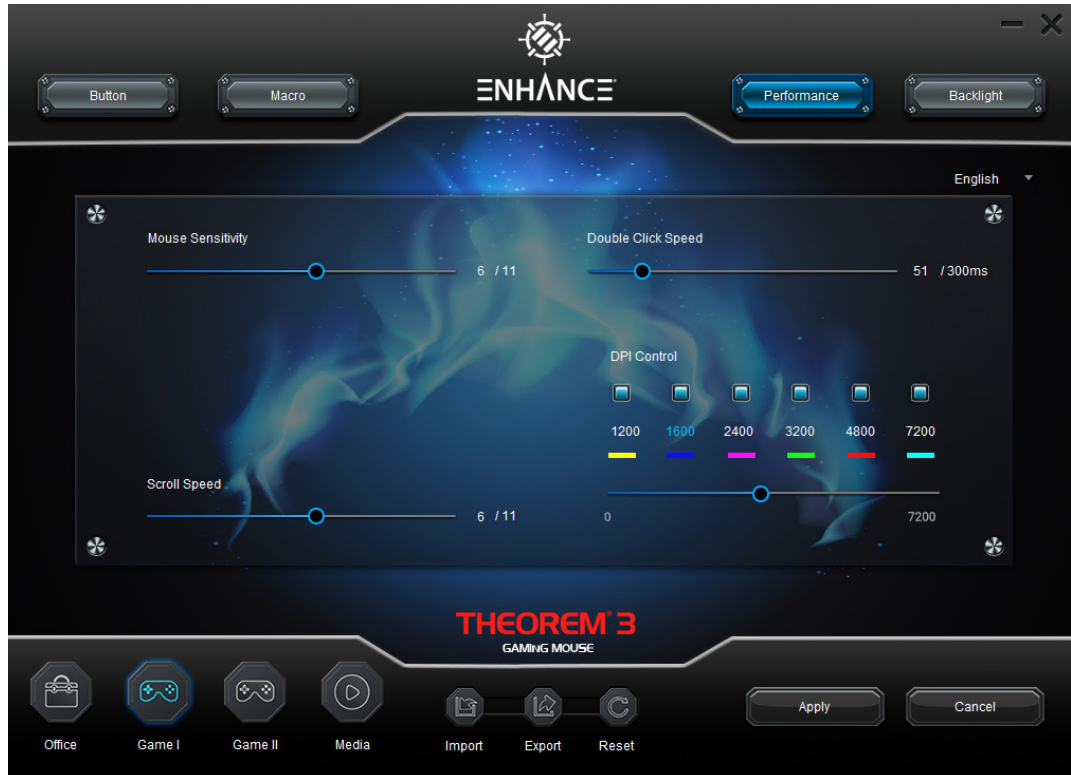 ENHANCE
Button
Macro
Performance
Backlight
English
Mouse Sensitivity
6 / 11
Double Click Speed
51 / 300ms
DPI Control
1200 1600 2400 3200 4800 7200
0 7200
Scroll Speed
6 / 11
THEOREM® 3
GAMING MOUSE
Office
Game I
Game II
Media
Import
Export
Reset
Apply
Cancel